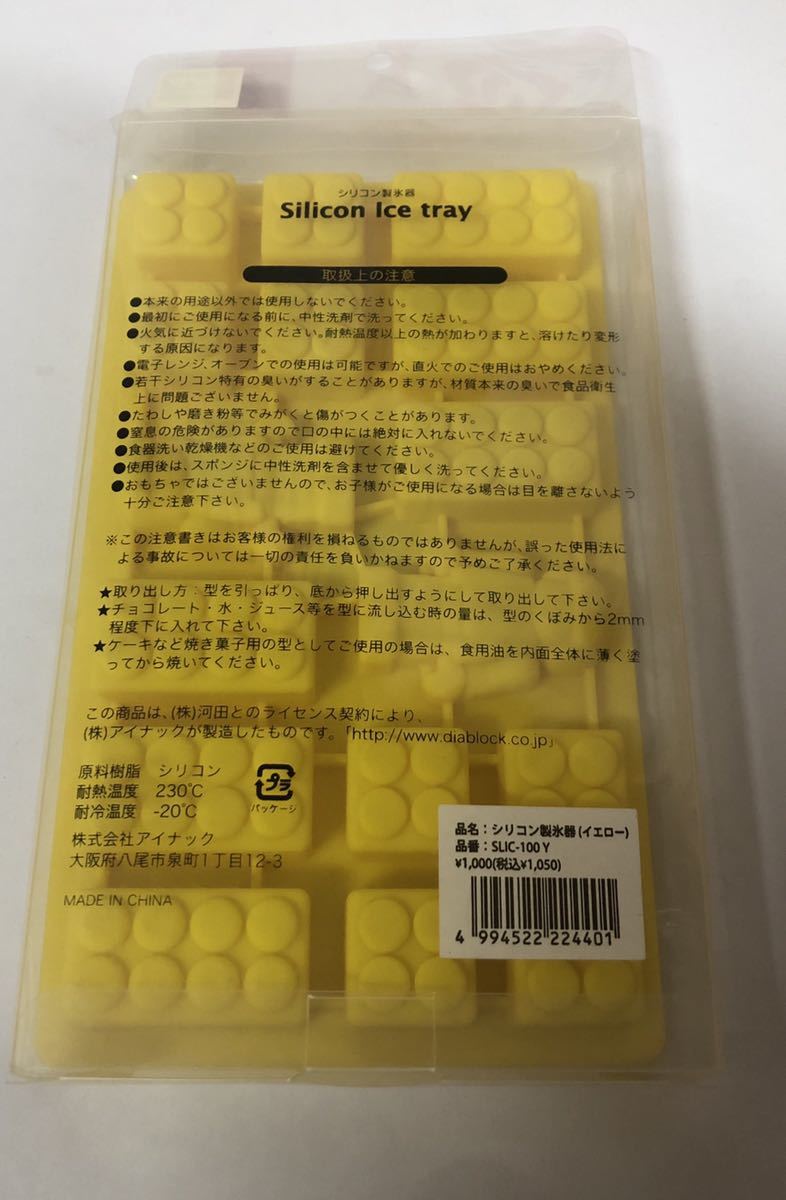 シリコン製氷器
Silicon Ice tray
取扱上の注意
●本来の用途以外では使用しないでください。
●最初にご使用になる前に、中性洗剤で洗ってください。
●火気に近づけないでください。耐熱温度以上の熱が加わりますと、溶けたり変形
する原因になります。
●電子レンジ、オーブンでの使用は可能ですが、直火でのご使用はおやめください。
●若干シリコン特有の臭いがすることがありますが、材質本来の臭いで食品衛生
上に問題ございません。
●たわしや磨き粉等でみがくと傷がつくことがあります。
●窒息の危険がありますので口の中には絶対に入れないでください。
●食器洗い乾燥機などのご使用は避けてください。
●使用後は、スポンジに中性洗剤を含ませて優しく洗ってください。
●おもちゃではございませんので、お子様がご使用になる場合は目を離さないよう
十分ご注意下さい。
※この注意書きはお客様の権利を損ねるものではありませんが、誤った使用法に
よる事故については一切の責任を負いかねますので予めご了承ください。
★取り出し方：型を引っぱり、底から押し出すようにして取り出して下さい。
★チョコレート・水・ジュース等を型に流し込む時の量は、型のくぼみから2mm
程度下に入れて下さい。
★ケーキなど焼き菓子用の型としてご使用の場合は、食用油を内面全体に薄く塗
ってから焼いてください。
この商品は、(株)河田とのライセンス契約により、
(株)アイナックが製造したものです。「http://www.diablock.co.jp」
原料樹脂 シリコン
耐熱温度 230℃
耐冷温度 -20℃
プラ
パッケージ
株式会社アイナック
大阪府八尾市泉町1丁目12-3
MADE IN CHINA
品名：シリコン製氷器(イエロー)
品番：SLIC-100 Y
¥1,000(税込¥1,050)
4 994522 224401